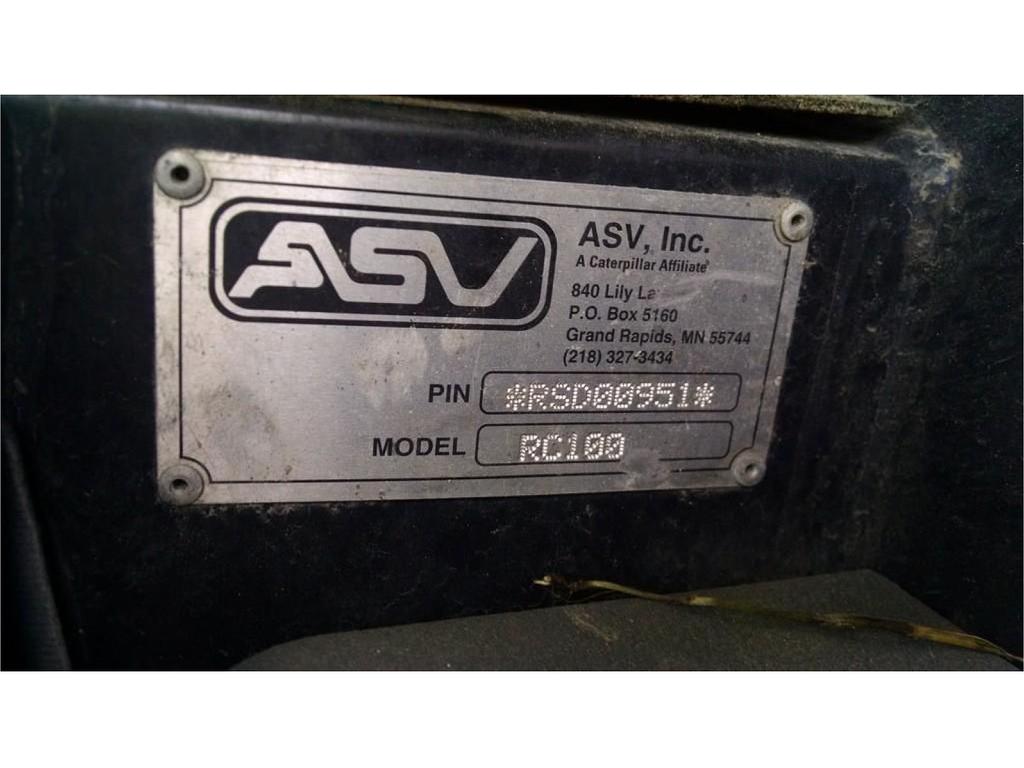 ASV
ASV, Inc.
A Caterpillar Affiliate
840 Lily
P.O. Box 5160
Grand Rapids, MN 55744
(218) 327-3434
PIN *RSD00951*
MODEL RC100